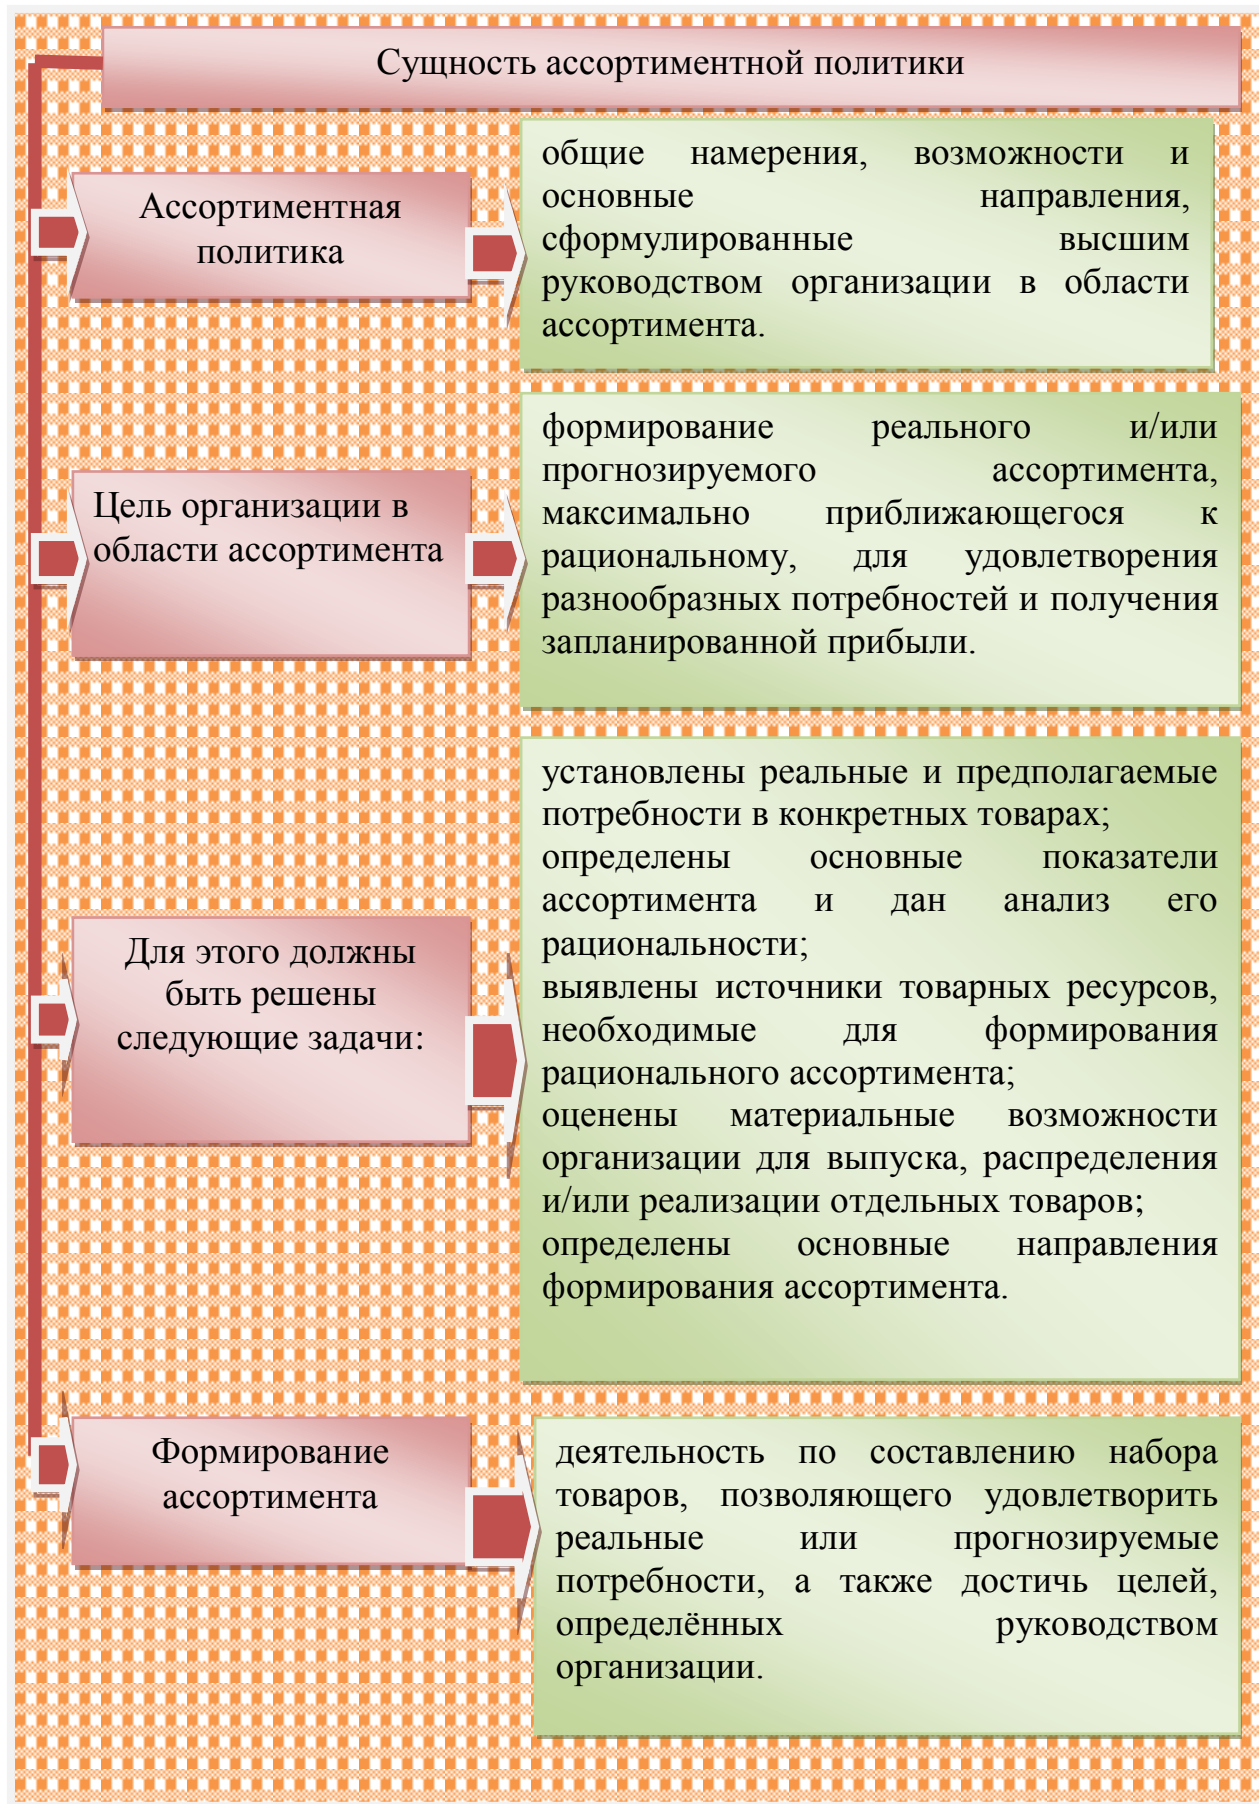 Сущность ассортиментной политики
Ассортиментная
политика
общие намерения, возможности и
основные направления,
сформулированные высшим
руководством организации в области
ассортимента.
Цель организации в
области ассортимента
формирование реального и/или
прогнозируемого ассортимента,
максимально приближающегося к
рациональному, для удовлетворения
разнообразных потребностей и получения
запланированной прибыли.
Для этого должны
быть решены
следующие задачи:
установлены реальные и предполагаемые
потребности в конкретных товарах;
определены основные показатели
ассортимента и дан анализ его
рациональности;
выявлены источники товарных ресурсов,
необходимые для формирования
рационального ассортимента;
оценены материальные возможности
организации для выпуска, распределения
и/или реализации отдельных товаров;
определены основные направления
формирования ассортимента.
Формирование
ассортимента
деятельность по составлению набора
товаров, позволяющего удовлетворить
реальные или прогнозируемые
потребности, а также достичь целей,
определённых руководством
организации.